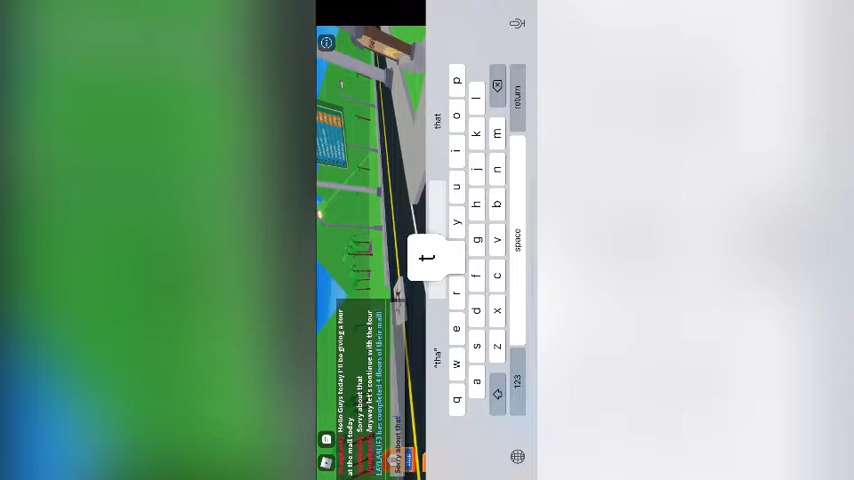 Hello Guys today I'll be giving a tour
at the mall today
Sorry about that
Anyway let's continue with the tour
LAYLA4LIF3 has completed 4 floors of their mall!
Sorry about that
"tha"
that
t
q w e r y u i o p
a s d f g h j k l
z x c v b n m
123
space
return